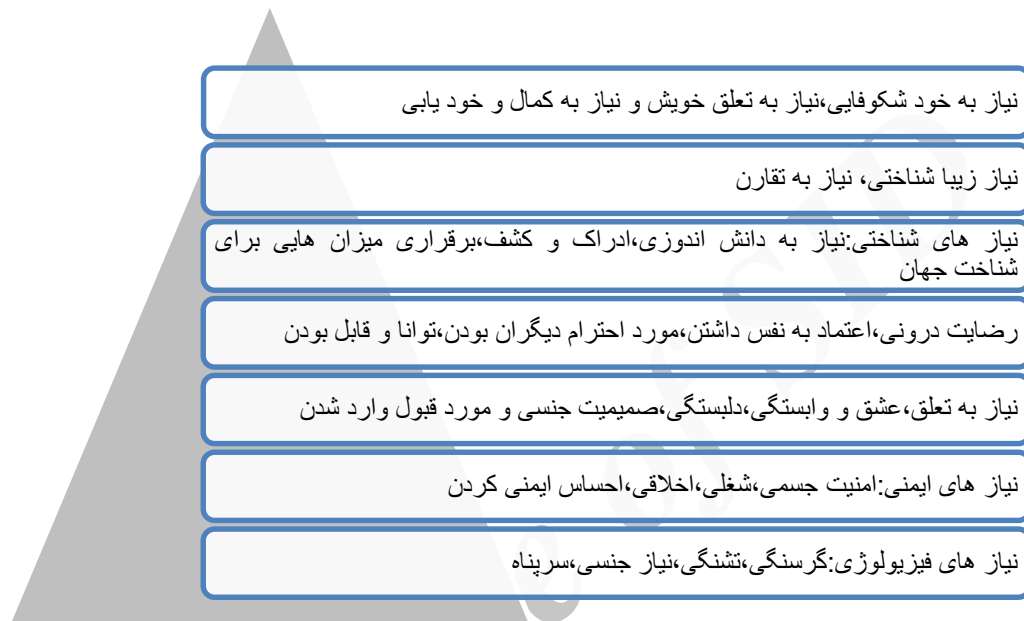 نیاز به خود شکوفایی،نیاز به تعلق خویش و نیاز به کمال و خود یابی
نیاز زیبا شناختی، نیاز به تقارن
نیاز های شناختی:نیاز به دانش اندوزی،ادراک و کشف،برقراری میزان هایی برای
شناخت جهان
رضایت درونی،اعتماد به نفس داشتن،مورد احترام دیگران بودن،توانا و قابل بودن
نیاز به تعلق،عشق و وابستگی،دلبستگی،صمیمیت جنسی و مورد قبول وارد شدن
نیاز های ایمنی:امنیت جسمی،شغلی،اخلاقی،احساس ایمنی کردن
نیاز های فیزیولوژی:گرسنگی،تشنگی،نیاز جنسی،سرپناه
e of SID